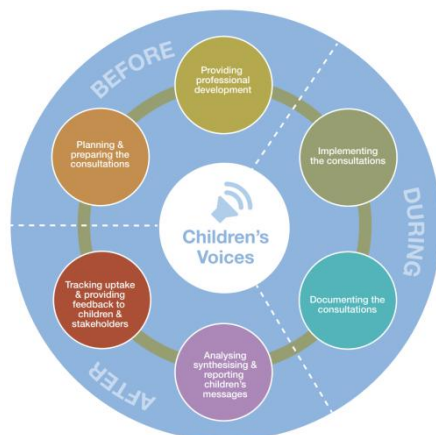 BEFORE
Providing
professional
development
Planning &
preparing the
consultations
Implementing
the consultations
DURING
Children's
Voices
Tracking uptake
& providing
feedback to
children &
stakeholders
Documenting the
consultations
Analysing
synthesising &
reporting
children's
messages
AFTER